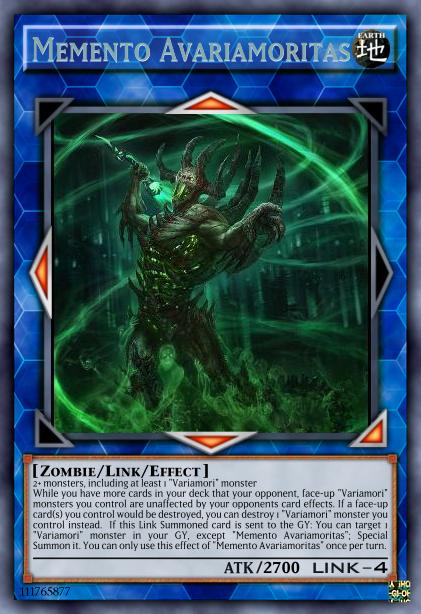 MEMENTO AVARIAMORITAS
EARTH
地
[ZOMBIE/LINK/EFFECT]
2+ monsters, including at least 1 "Variamori" monster
While you have more cards in your deck that your opponent, face-up "Variamori"
monsters you control are unaffected by your opponents card effects. If a face-up
card(s) you control would be destroyed, you can destroy 1 "Variamori" monster you
control instead. If this Link Summoned card is sent to the GY: You can target 1
"Variamori" monster in your GY, except "Memento Avariamoritas"; Special
Summon it. You can only use this effect of "Memento Avariamoritas" once per turn.
ATK/2700 LINK-4
111765877